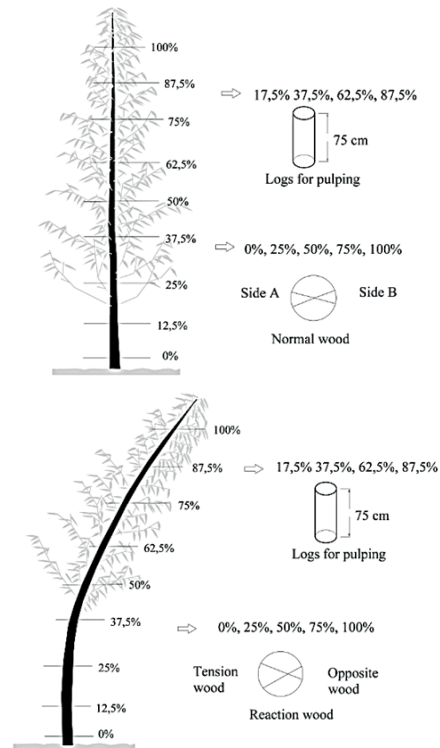 100%
87,5%
75%
62,5%
50%
37,5%
25%
12,5%
0%
17,5% 37,5%, 62,5%, 87,5%
75 cm
Logs for pulping
0%, 25%, 50%, 75%, 100%
Side A
Side B
Normal wood
100%
87,5%
75%
62,5%
50%
37,5%
25%
12,5%
0%
17,5% 37,5%, 62,5%, 87,5%
75 cm
Logs for pulping
0%, 25%, 50%, 75%, 100%
Tension
wood
Opposite
wood
Reaction wood